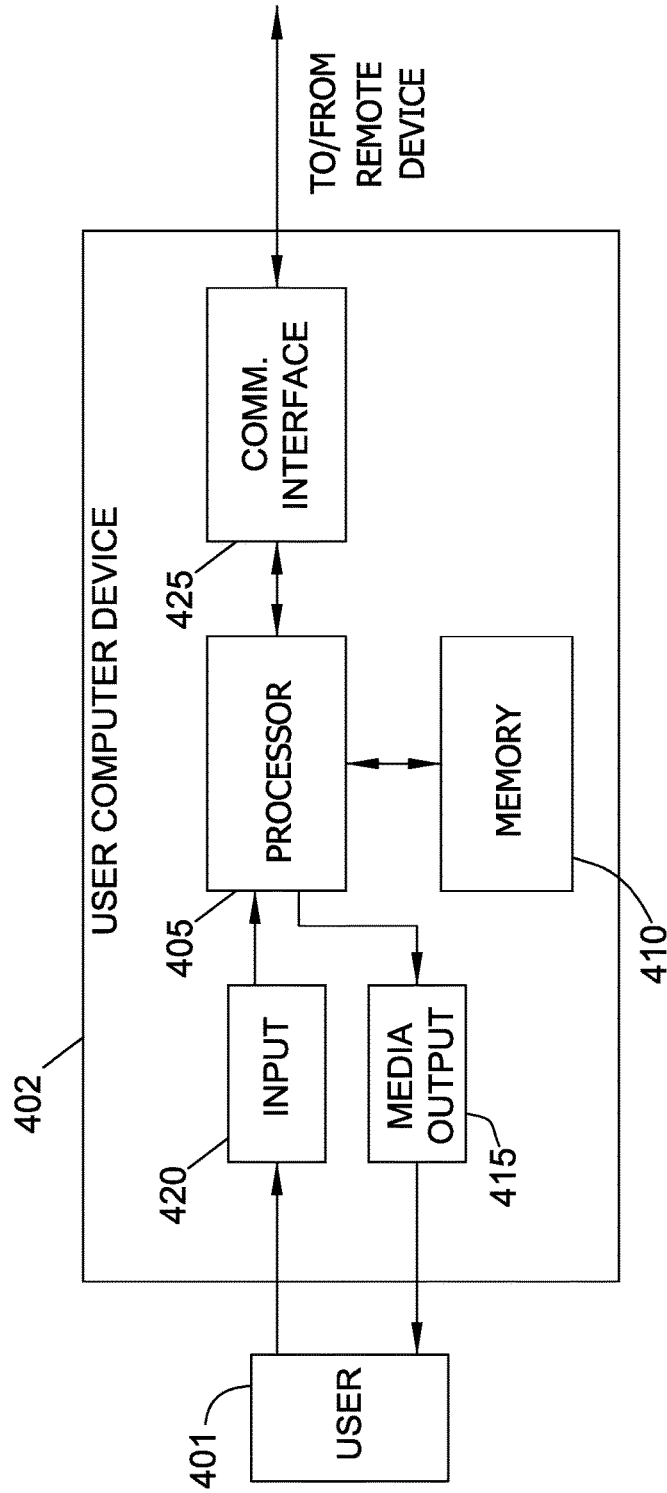 USER COMPUTER DEVICE
402
401
USER
420
INPUT
MEDIA
OUTPUT
415
405
PROCESSOR
MEMORY
410
425
COMM.
INTERFACE
TO/FROM
REMOTE
DEVICE